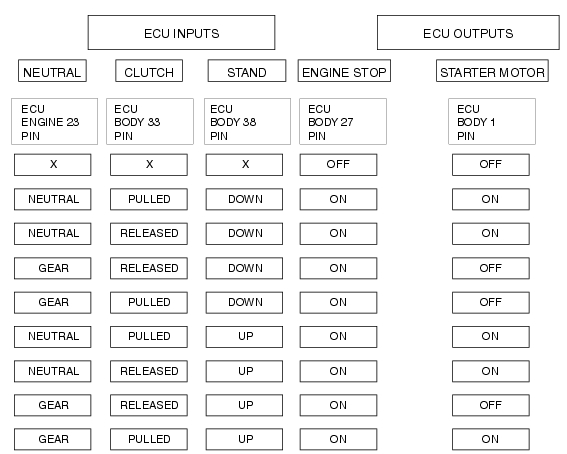 ECU INPUTS ECU OUTPUTS
NEUTRAL CLUTCH STAND ENGINE STOP STARTER MOTOR
ECU ECU ECU ECU ECU
ENGINE 23 BODY 33 BODY 38 BODY 27 BODY 1
PIN PIN PIN PIN PIN
X X X OFF OFF
NEUTRAL PULLED DOWN ON ON
NEUTRAL RELEASED DOWN ON ON
GEAR RELEASED DOWN ON OFF
GEAR PULLED DOWN ON OFF
NEUTRAL PULLED UP ON ON
NEUTRAL RELEASED UP ON ON
GEAR RELEASED UP ON OFF
GEAR PULLED UP ON ON